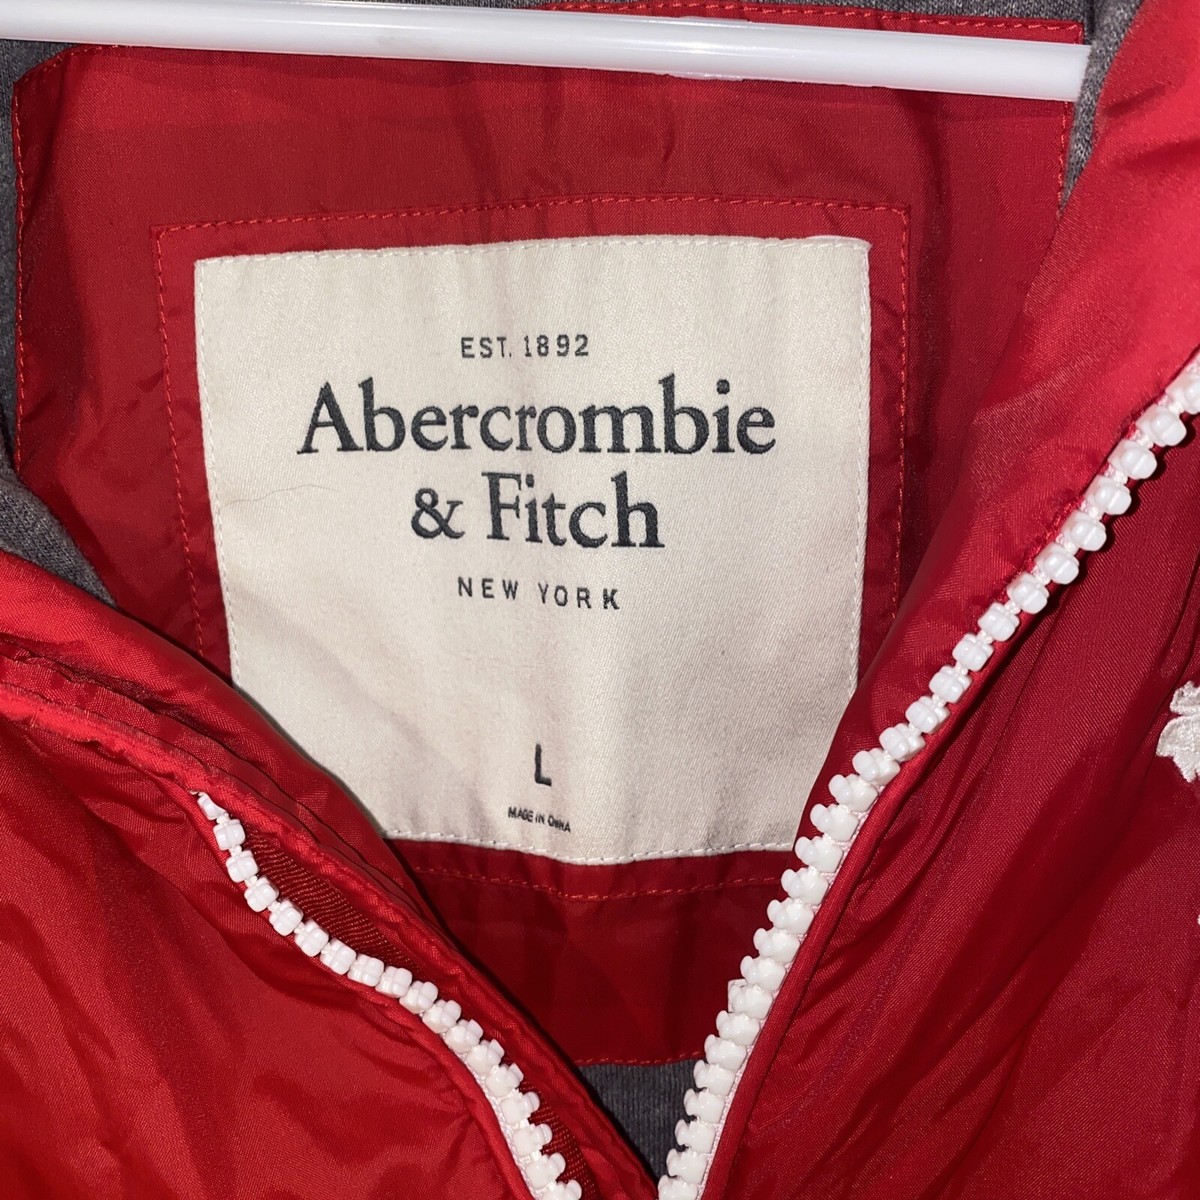 EST. 1892
Abercrombie
& Fitch
NEW YORK
L
MADE IN CHINA